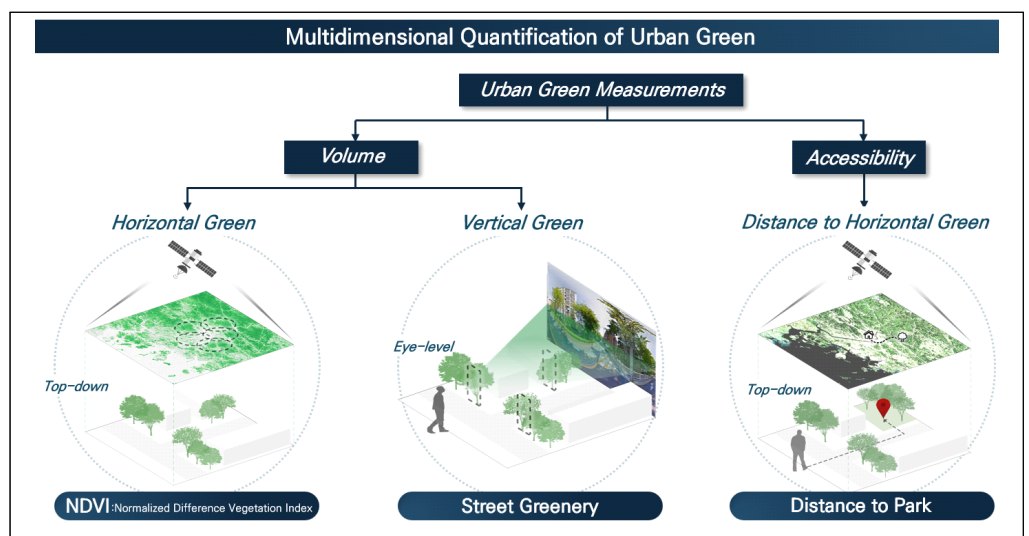 Multidimensional Quantification of Urban Green
Urban Green Measurements
Volume
Accessibility
Horizontal Green
Vertical Green
Distance to Horizontal Green
Eye-level
Top-down
Top-down
NDVI:Normalized Difference Vegetation Index
Street Greenery
Distance to Park